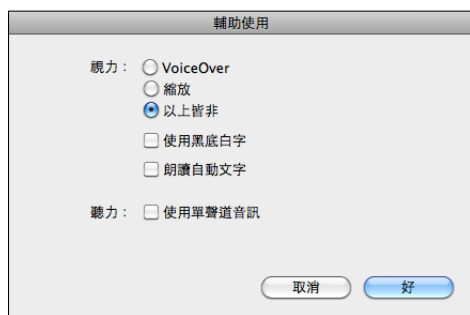 輔助使用
視力： VoiceOver
縮放
以上皆非
使用黑底白字
朗讀自動文字
聽力： 使用單聲道音訊
取消 好